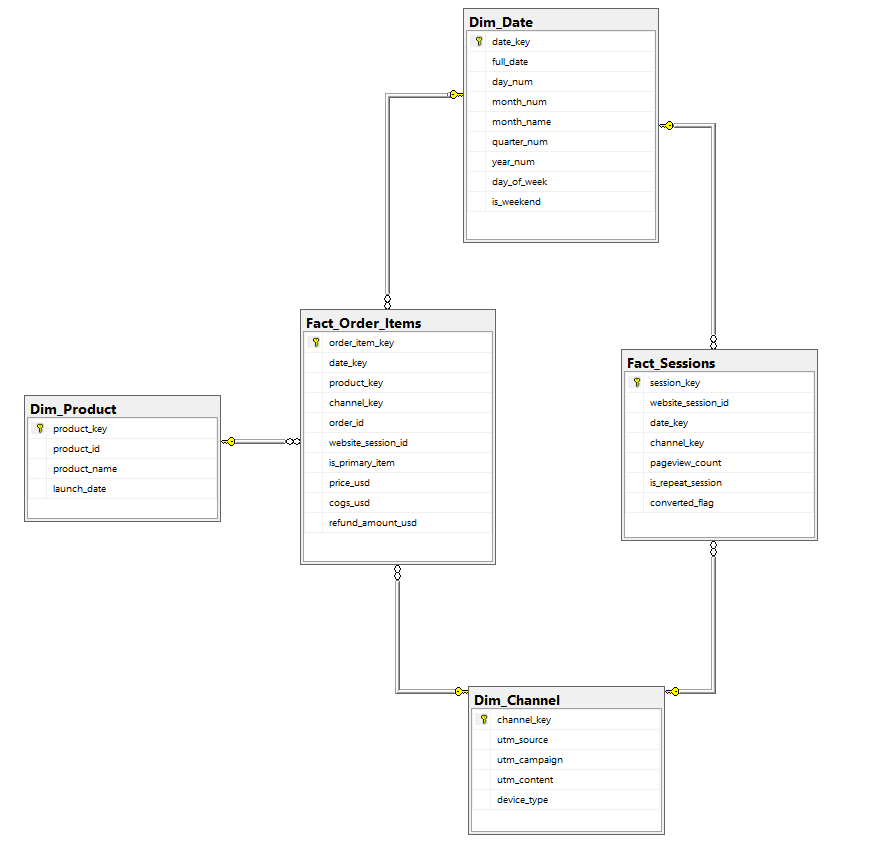 Dim_Date
date_key
full_date
day_num
month_num
month_name
quarter_num
year_num
day_of_week
is_weekend
Fact_Order_Items
order_item_key
date_key
product_key
channel_key
order_id
website_session_id
is_primary_item
price_usd
cogs_usd
refund_amount_usd
Fact_Sessions
session_key
website_session_id
date_key
channel_key
pageview_count
is_repeat_session
converted_flag
Dim_Product
product_key
product_id
product_name
launch_date
Dim_Channel
channel_key
utm_source
utm_campaign
utm_content
device_type